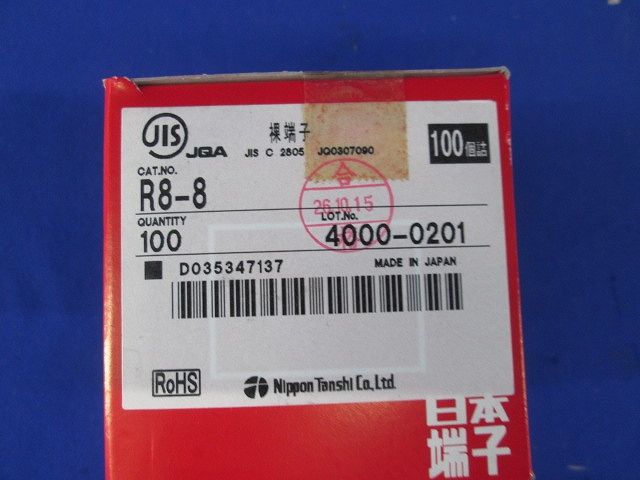 JIS JQA
裸端子
JIS C 2805 JQ0307090
100個詰
CAT.NO.
R8-8
合
26.10.15
QUANTITY
100
LOT.No.
4000-0201
D035347137
MADE IN JAPAN
RoHS
Nippon Tanshi Co., Ltd.
日本
端子